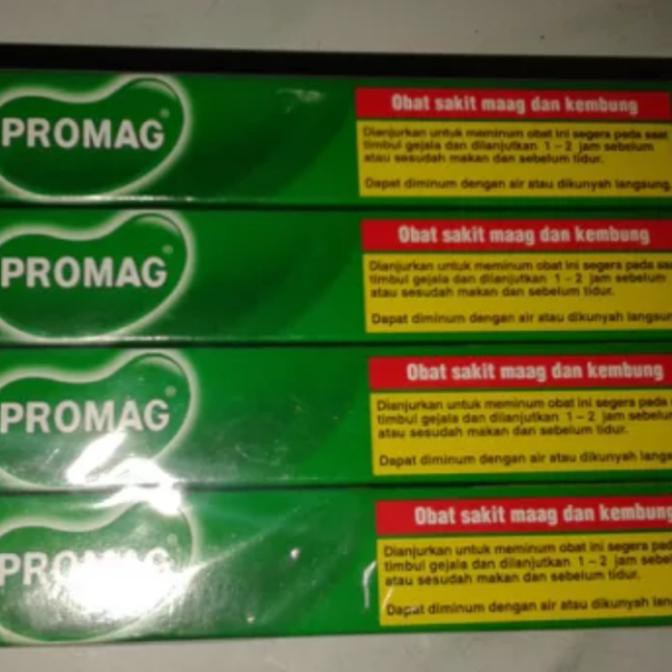 PROMAG®
Obat sakit maag dan kembung
Dianjurkan untuk meminum obat ini segera pada saat
timbul gejala dan dilanjutkan 1 – 2 jam sebelum
atau sesudah makan dan sebelum tidur.
Dapat diminum dengan air atau dikunyah langsung.
PROMAG®
Obat sakit maag dan kembung
Dianjurkan untuk meminum obat ini segera pada
timbul gejala dan dilanjutkan 1 – 2 jam sebelum
atau sesudah makan dan sebelum tidur.
Dapat diminum dengan air atau dikunyah langsun
PROMAG®
Obat sakit maag dan kembung
Dianjurkan untuk meminum obat ini segera pada
timbul gejala dan dilanjutkan 1 – 2 jam sebelum
atau sesudah makan dan sebelum tidur.
Dapat diminum dengan air atau dikunyah langs
PROMAG
Obat sakit maag dan kembung
Dianjurkan untuk meminum obat ini segera pad
timbul gejala dan dilanjutkan 1 – 2 jam sebel
atau sesudah makan dan sebelum tidur.
Dapat diminum dengan air atau dikunyah lan